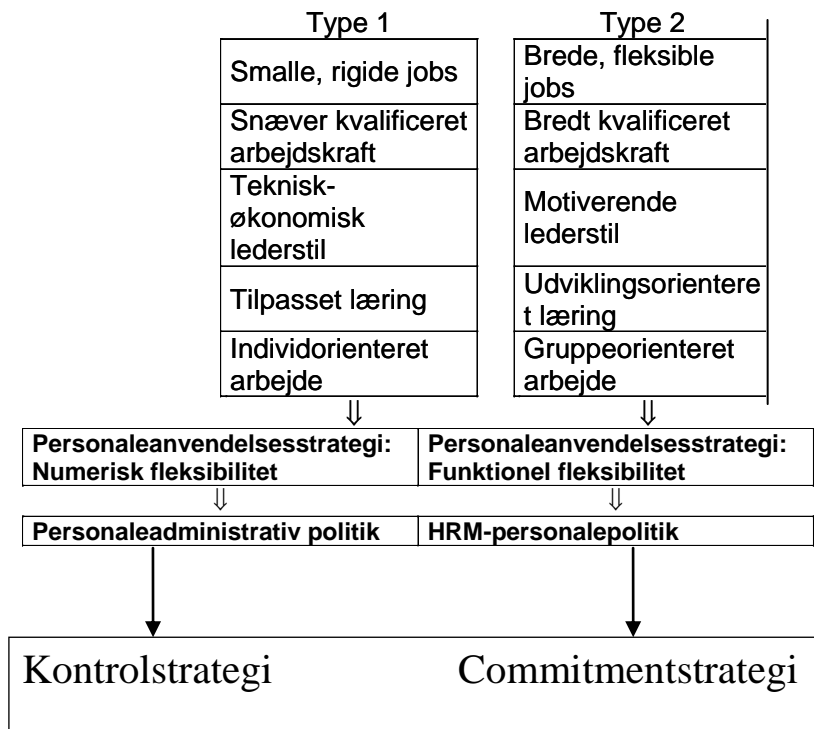 Type 1
Smalle, rigide jobs
Snæver kvalificeret
arbejdskraft
Teknisk-
økonomisk
lederstil
Tilpasset læring
Individorienteret
arbejde
Type 2
Brede, fleksible
jobs
Bredt kvalificeret
arbejdskraft
Motiverende
lederstil
Udviklingsorientere
t læring
Gruppeorienteret
arbejde
⇓
⇓
Personaleanvendelsesstrategi:
Numerisk fleksibilitet
Personaleanvendelsesstrategi:
Funktionel fleksibilitet
⇓
⇓
Personaleadministrativ politik
HRM-personalepolitik
Kontrolstrategi
Commitmentstrategi